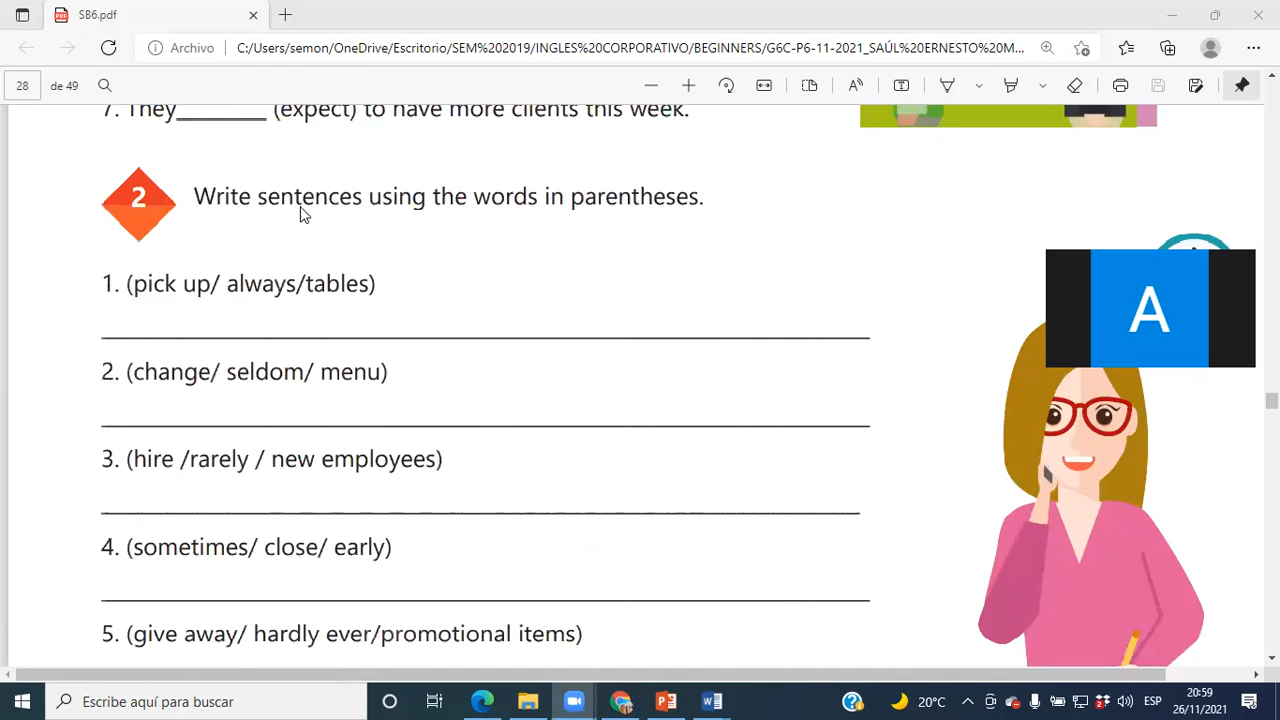 SB6.pdf
Archivo
C:/Users/semon/OneDrive/Escritorio/SEM%202019/INGLES%20CORPORATIVO/BEGINNERS/G6C-P6-11-2021_SAÚL%20ERNESTO%20M...
28 de 49
7. They________ (expect) to have more clients this week.
2 Write sentences using the words in parentheses.
1. (pick up/ always/tables)
2. (change/ seldom/ menu)
3. (hire /rarely / new employees)
4. (sometimes/ close/ early)
5. (give away/ hardly ever/promotional items)
A
Escribe aquí para buscar
20°C
ESP
20:59
26/11/2021